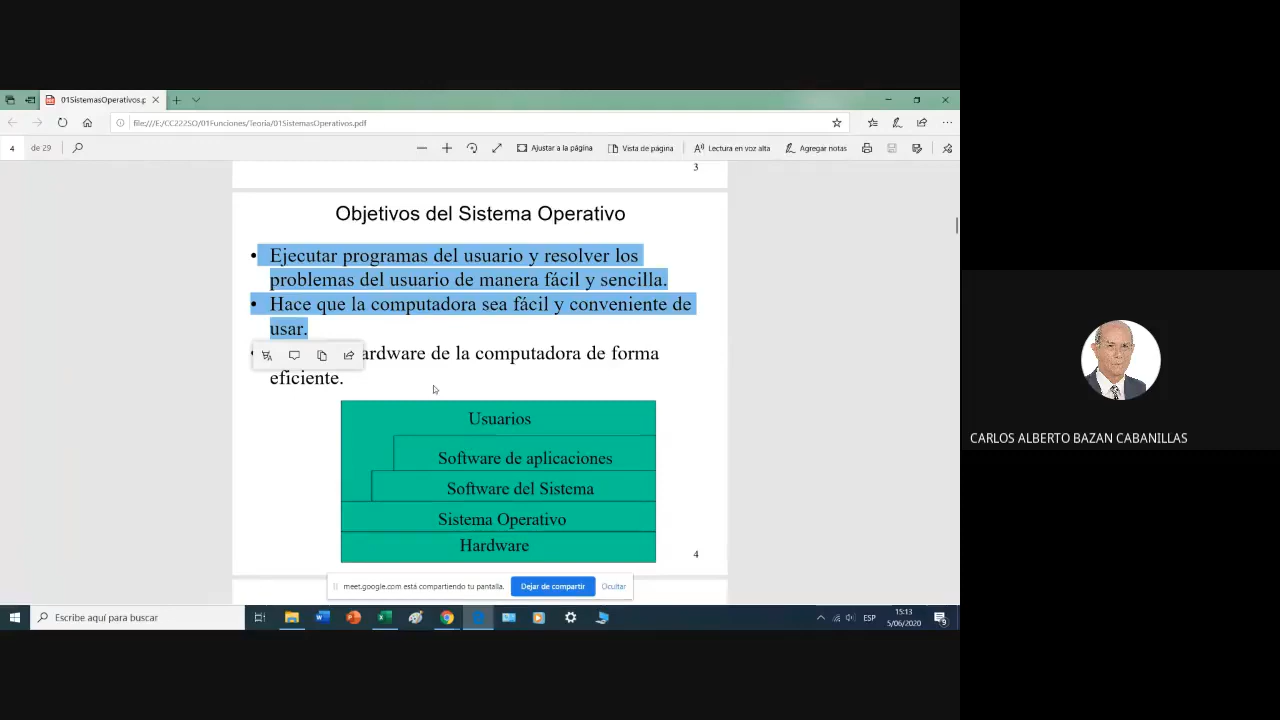 01SistemasOperativos.p
file:///E:/CC222SO/01Funciones/Teoria/01SistemasOperativos.pdf
4 de 29 Ajustar a la página Vista de página Lectura en voz alta Agregar notas
3
Objetivos del Sistema Operativo
• Ejecutar programas del usuario y resolver los
problemas del usuario de manera fácil y sencilla.
• Hace que la computadora sea fácil y conveniente de
usar.
ardware de la computadora de forma
eficiente.
Usuarios
Software de aplicaciones
Software del Sistema
Sistema Operativo
Hardware
4
meet.google.com está compartiendo tu pantalla. Dejar de compartir Ocultar
Escribe aquí para buscar
ESP
15:13
5/06/2020
CARLOS ALBERTO BAZAN CABANILLAS